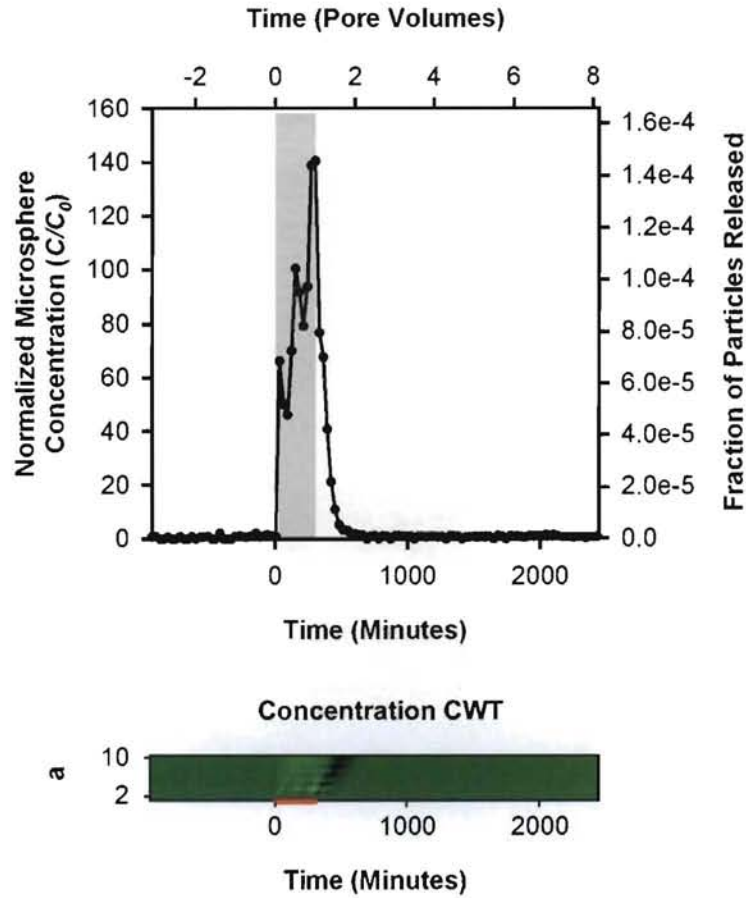 Time (Pore Volumes)
-2 0 2 4 6 8
Normalized Microsphere
Concentration (C/C0)
160
140
120
100
80
60
40
20
0
1.6e-4
1.4e-4
1.2e-4
1.0e-4
8.0e-5
6.0e-5
4.0e-5
2.0e-5
0.0
Fraction of Particles Released
0 1000 2000
Time (Minutes)
Concentration CWT
a
10
2
0 1000 2000
Time (Minutes)